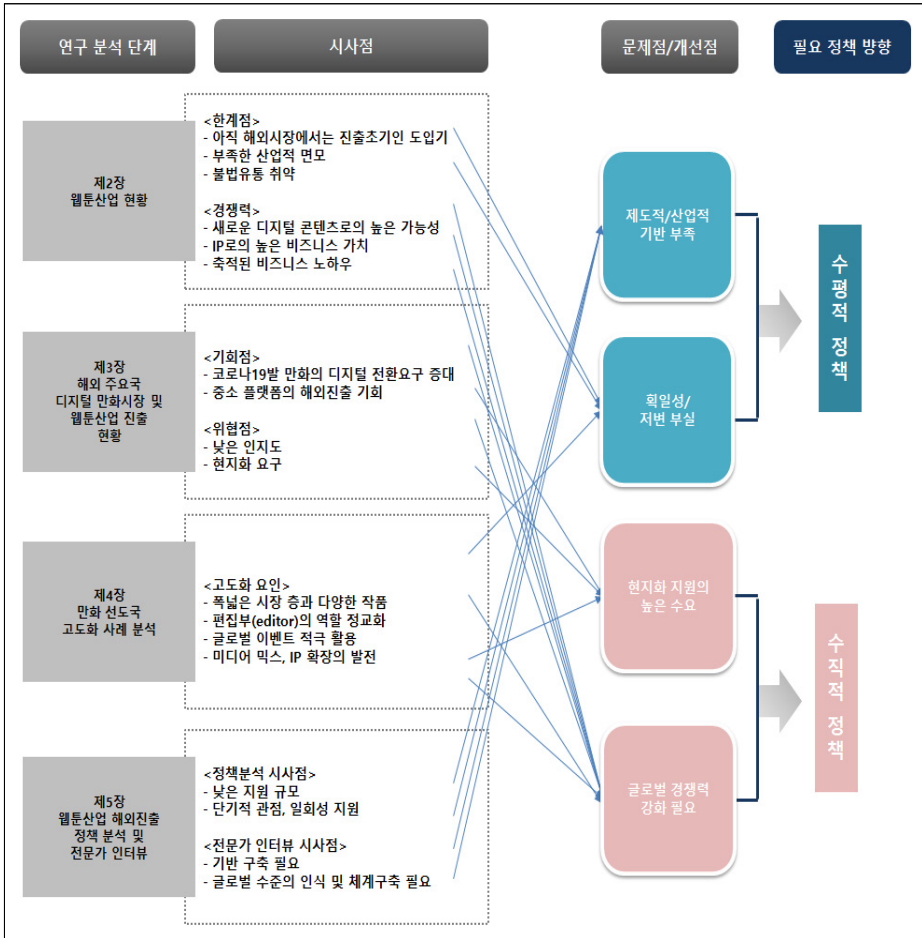 연구 분석 단계
시사점
문제점/개선점
필요 정책 방향
제2장
웹툰산업 현황
<한계점>
- 아직 해외시장에서는 진출초기인 도입기
- 부족한 산업적 면모
- 불법유통 취약
<경쟁력>
- 새로운 디지털 콘텐츠로의 높은 가능성
- IP로의 높은 비즈니스 가치
- 축적된 비즈니스 노하우
제3장
해외 주요국
디지털 만화시장 및
웹툰산업 진출
현황
<기회점>
- 코로나19발 만화의 디지털 전환요구 증대
- 중소 플랫폼의 해외진출 기회
<위협점>
- 낮은 인지도
- 현지화 요구
제4장
만화 선도국
고도화 사례 분석
<고도화 요인>
- 폭넓은 시장 층과 다양한 작품
- 편집부(editor)의 역할 정교화
- 글로벌 이벤트 적극 활용
- 미디어 믹스, IP 확장의 발전
제5장
웹툰산업 해외진출
정책 분석 및
전문가 인터뷰
<정책분석 시사점>
- 낮은 지원 규모
- 단기적 관점, 일회성 지원
<전문가 인터뷰 시사점>
- 기반 구축 필요
- 글로벌 수준의 인식 및 체계구축 필요
제도적/산업적
기반 부족
획일성/
저변 부실
현지화 지원의
높은 수요
글로벌 경쟁력
강화 필요
수평적 정책
수직적 정책